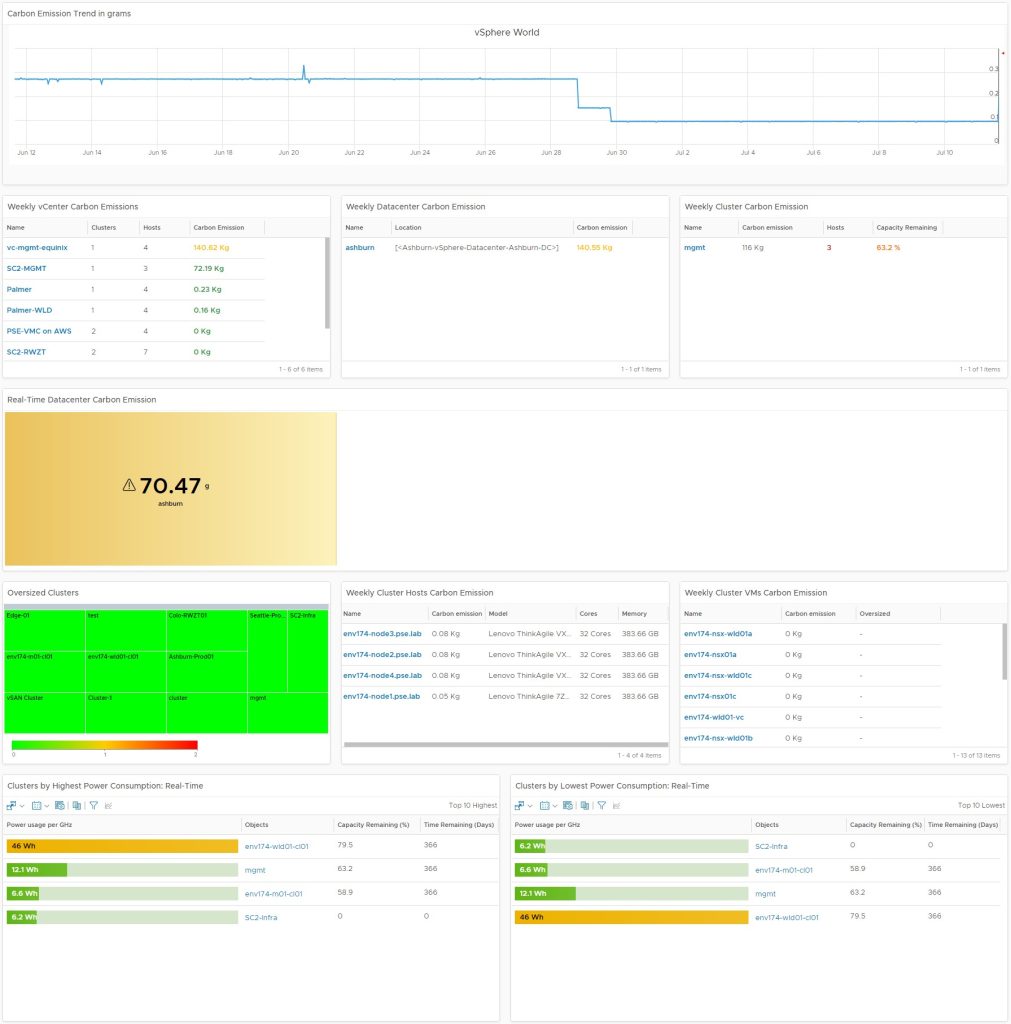 Carbon Emission Trend in grams
vSphere World
0.3
0.2
0.1
0
Jun 12 Jun 14 Jun 16 Jun 18 Jun 20 Jun 22 Jun 24 Jun 26 Jun 28 Jun 30 Jul 2 Jul 4 Jul 6 Jul 8 Jul 10
Weekly vCenter Carbon Emissions
Name Clusters Hosts Carbon Emission
vc-mgmt-equinix 1 4 140.62 Kg
SC2-MGMT 1 3 72.19 Kg
Palmer 1 4 0.23 Kg
Palmer-WLD 1 4 0.16 Kg
PSE-VMC on AWS 2 4 0 Kg
SC2-RWZT 2 7 0 Kg
1 - 6 of 6 items
Weekly Datacenter Carbon Emission
Name Location Carbon emission
ashburn [<Ashburn-vSphere-Datacenter-Ashburn-DC>] 140.55 Kg
1 - 1 of 1 items
Weekly Cluster Carbon Emission
Name Carbon emission Hosts Capacity Remaining
mgmt 116 Kg 3 63.2 %
1 - 1 of 1 items
Real-Time Datacenter Carbon Emission
70.47 g
ashburn
Oversized Clusters
Edge-01 test Colo-RWZT01 Seattle-Pro... SC2-Infra
env174-m01-cl01 env174-wld01-cl01 Ashburn-Prod01
vSAN Cluster Cluster-1 cluster mgmt
0 1 2
Weekly Cluster Hosts Carbon Emission
Name Carbon emission Model Cores Memory
env174-node3.pse.lab 0.08 Kg Lenovo ThinkAgile VX... 32 Cores 383.66 GB
env174-node2.pse.lab 0.08 Kg Lenovo ThinkAgile VX... 32 Cores 383.66 GB
env174-node4.pse.lab 0.08 Kg Lenovo ThinkAgile VX... 32 Cores 383.66 GB
env174-node1.pse.lab 0.05 Kg Lenovo ThinkAgile 7Z... 32 Cores 383.66 GB
1 - 4 of 4 items
Weekly Cluster VMs Carbon Emission
Name Carbon emission Oversized
env174-nsx-wld01a 0 Kg -
env174-nsx01a 0 Kg -
env174-nsx-wld01c 0 Kg -
env174-nsx01c 0 Kg -
env174-wld01-vc 0 Kg -
env174-nsx-wld01b 0 Kg -
1 - 13 of 13 items
Clusters by Highest Power Consumption: Real-Time
Top 10 Highest
Power usage per GHz Objects Capacity Remaining (%) Time Remaining (Days)
46 Wh env174-wld01-cl01 79.5 366
12.1 Wh mgmt 63.2 366
6.6 Wh env174-m01-cl01 58.9 366
6.2 Wh SC2-Infra 0 0
Clusters by Lowest Power Consumption: Real-Time
Top 10 Lowest
Power usage per GHz Objects Capacity Remaining (%) Time Remaining (Days)
6.2 Wh SC2-Infra 0 0
6.6 Wh env174-m01-cl01 58.9 366
12.1 Wh mgmt 63.2 366
46 Wh env174-wld01-cl01 79.5 366